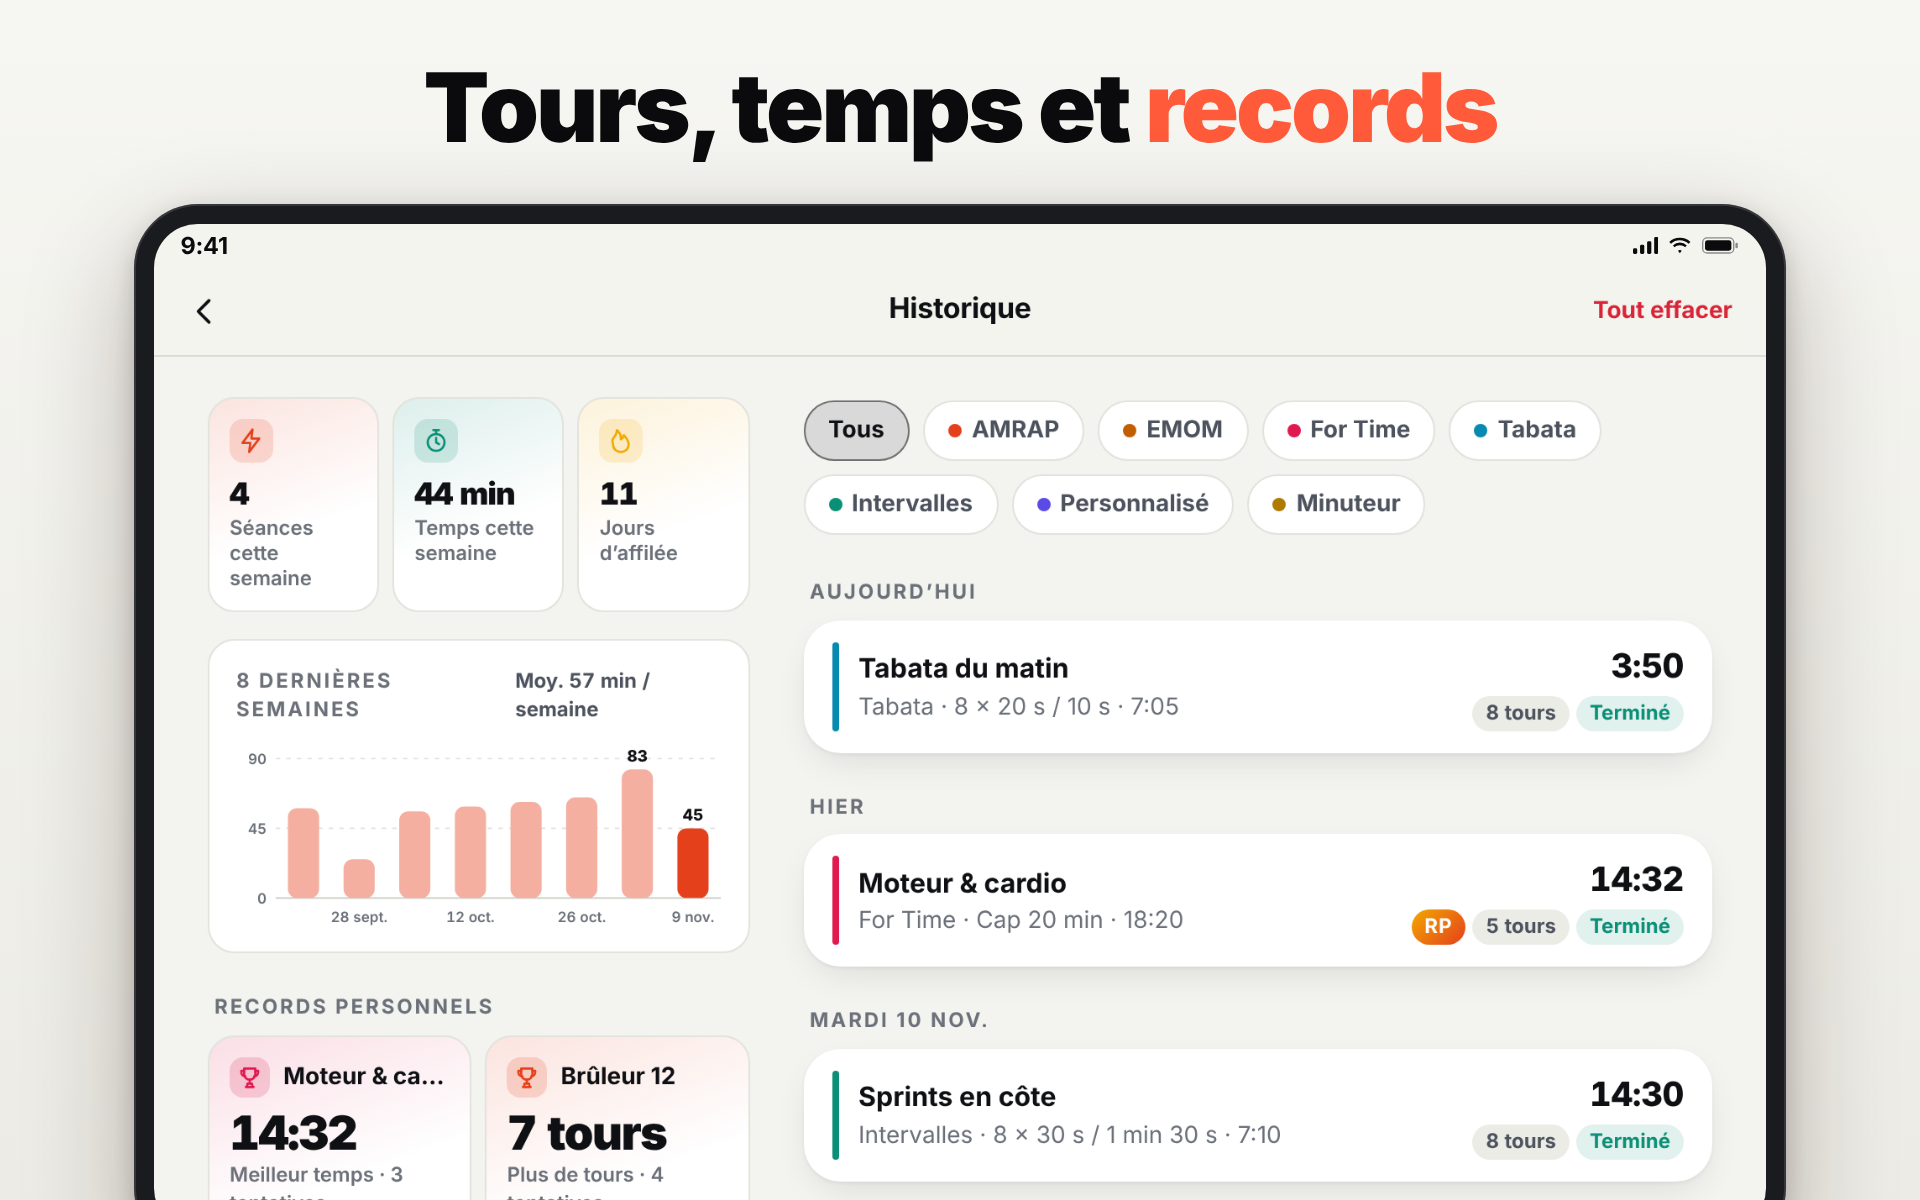 Tours, temps et records
9:41
Historique
Tout effacer
4
Séances
cette
semaine
44 min
Temps cette
semaine
11
Jours
d’affilée
8 DERNIÈRES
SEMAINES
Moy. 57 min /
semaine
90
45
0
83
45
28 sept.
12 oct.
26 oct.
9 nov.
RECORDS PERSONNELS
Moteur & ca...
14:32
Meilleur temps · 3
tentatives
Brûleur 12
7 tours
Plus de tours · 4
tentatives
Tous
AMRAP
EMOM
For Time
Tabata
Intervalles
Personnalisé
Minuteur
AUJOURD’HUI
Tabata du matin
Tabata · 8 × 20 s / 10 s · 7:05
3:50
8 tours
Terminé
HIER
Moteur & cardio
For Time · Cap 20 min · 18:20
14:32
RP
5 tours
Terminé
MARDI 10 NOV.
Sprints en côte
Intervalles · 8 × 30 s / 1 min 30 s · 7:10
14:30
8 tours
Terminé